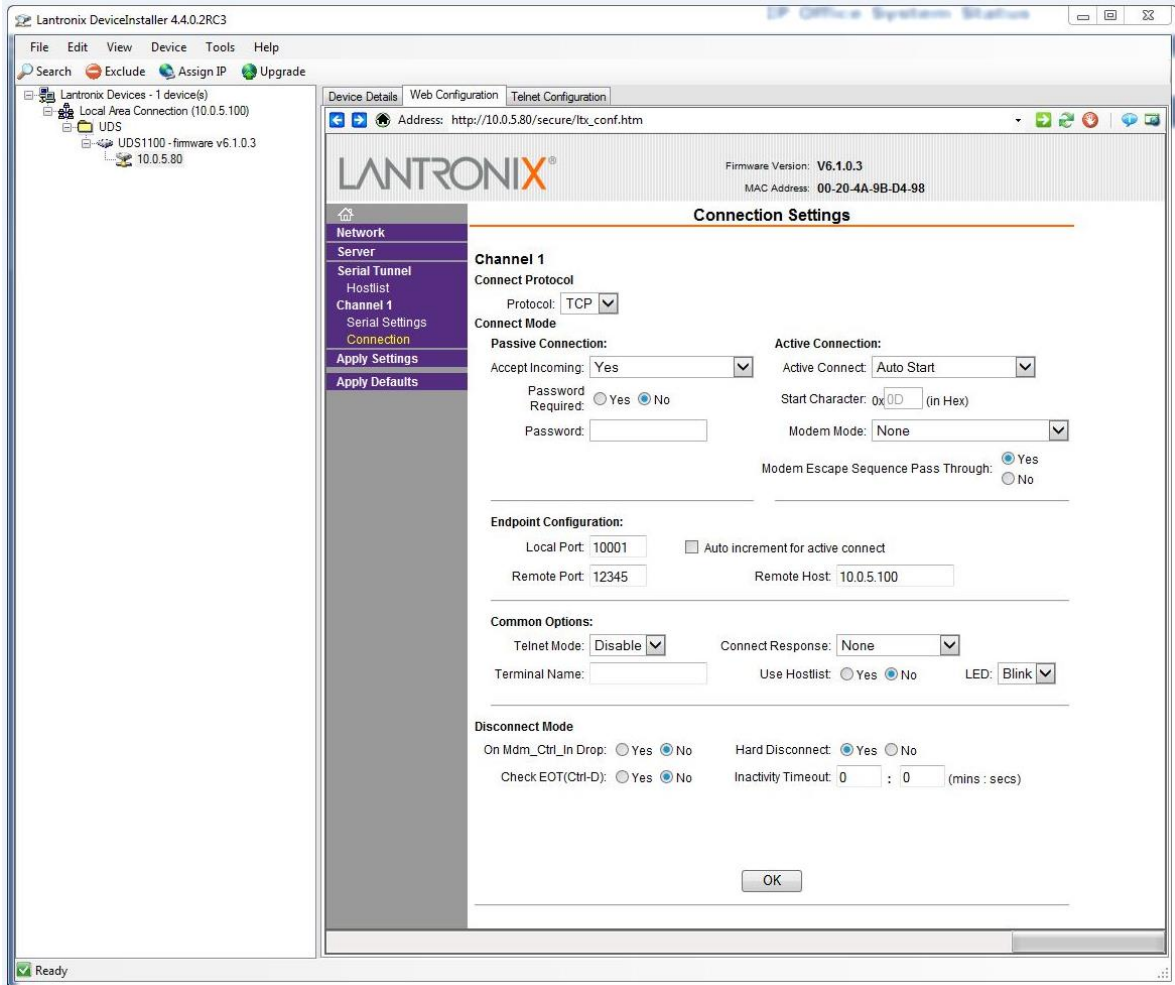 IP Office System Status
Lantronix DeviceInstaller 4.4.0.2RC3
File Edit View Device Tools Help
Search Exclude Assign IP Upgrade
Lantronix Devices - 1 device(s)
Local Area Connection (10.0.5.100)
UDS
UDS1100 - firmware v6.1.0.3
10.0.5.80
Device Details Web Configuration Telnet Configuration
Address: http://10.0.5.80/secure/ltx_conf.htm
LANTRONIX®
Firmware Version: V6.1.0.3
MAC Address: 00-20-4A-9B-D4-98
Network
Server
Serial Tunnel
Hostlist
Channel 1
Serial Settings
Connection
Apply Settings
Apply Defaults
Connection Settings
Channel 1
Connect Protocol
Protocol: TCP
Connect Mode
Passive Connection: Active Connection:
Accept Incoming: Yes Active Connect: Auto Start
Password Required: Yes No Start Character: 0x 0D (in Hex)
Password: Modem Mode: None
Modem Escape Sequence Pass Through: Yes
No
Endpoint Configuration:
Local Port: 10001 Auto increment for active connect
Remote Port: 12345 Remote Host: 10.0.5.100
Common Options:
Telnet Mode: Disable Connect Response: None
Terminal Name: Use Hostlist: Yes No LED: Blink
Disconnect Mode
On Mdm_Ctrl_In Drop: Yes No Hard Disconnect: Yes No
Check EOT(Ctrl-D): Yes No Inactivity Timeout: 0 : 0 (mins : secs)
OK
Ready